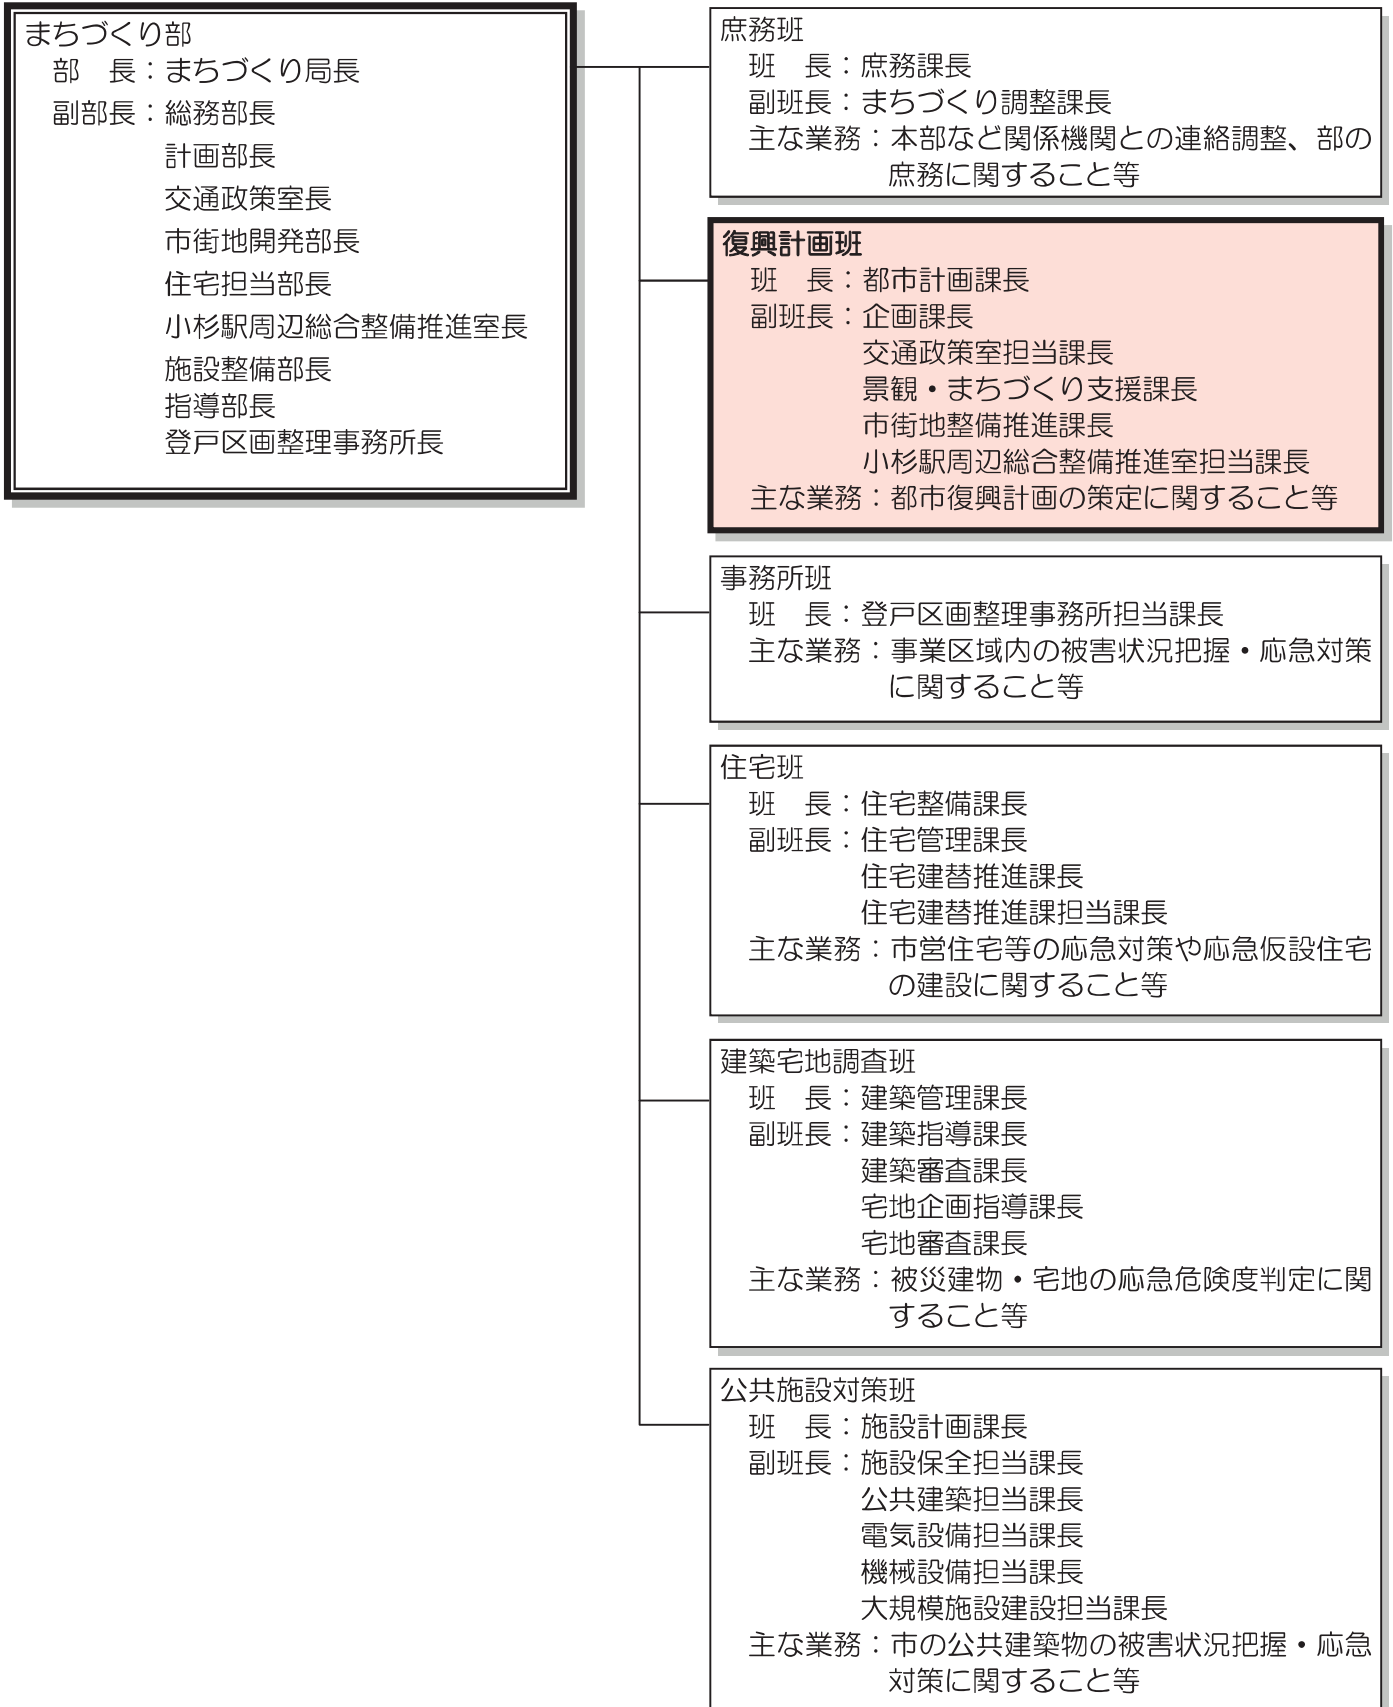 まちづくり部
部　長：まちづくり局長
副部長：総務部長
計画部長
交通政策室長
市街地開発部長
住宅担当部長
小杉駅周辺総合整備推進室長
施設整備部長
指導部長
登戸区画整理事務所長
庶務班
班　長：庶務課長
副班長：まちづくり調整課長
主な業務：本部など関係機関との連絡調整、部の
庶務に関すること等
復興計画班
班　長：都市計画課長
副班長：企画課長
交通政策室担当課長
景観・まちづくり支援課長
市街地整備推進課長
小杉駅周辺総合整備推進室担当課長
主な業務：都市復興計画の策定に関すること等
事務所班
班　長：登戸区画整理事務所担当課長
主な業務：事業区域内の被害状況把握・応急対策
に関すること等
住宅班
班　長：住宅整備課長
副班長：住宅管理課長
住宅建替推進課長
住宅建替推進課担当課長
主な業務：市営住宅等の応急対策や応急仮設住宅
の建設に関すること等
建築宅地調査班
班　長：建築管理課長
副班長：建築指導課長
建築審査課長
宅地企画指導課長
宅地審査課長
主な業務：被災建物・宅地の応急危険度判定に関
すること等
公共施設対策班
班　長：施設計画課長
副班長：施設保全担当課長
公共建築担当課長
電気設備担当課長
機械設備担当課長
大規模施設建設担当課長
主な業務：市の公共建築物の被害状況把握・応急
対策に関すること等